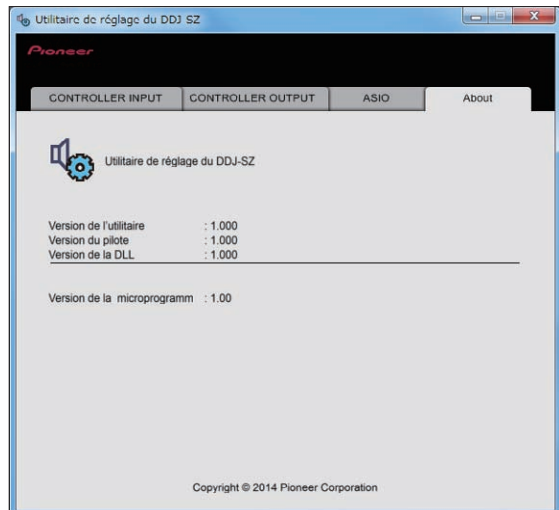 Utilitaire de réglage du DDJ SZ
Pioneer
CONTROLLER INPUT CONTROLLER OUTPUT ASIO About
Utilitaire de réglage du DDJ-SZ
Version de l'utilitaire : 1.000
Version du pilote : 1.000
Version de la DLL : 1.000
Version de la microprogramm : 1.00
Copyright © 2014 Pioneer Corporation